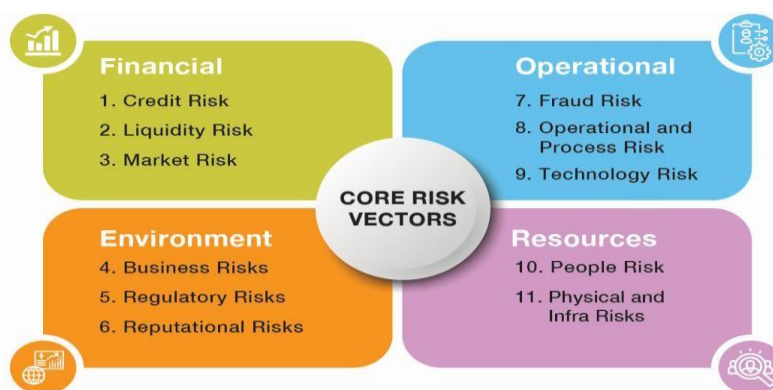 Financial
1. Credit Risk
2. Liquidity Risk
3. Market Risk
Operational
7. Fraud Risk
8. Operational and
Process Risk
9. Technology Risk
CORE RISK
VECTORS
Environment
4. Business Risks
5. Regulatory Risks
6. Reputational Risks
Resources
10. People Risk
11. Physical and
Infra Risks